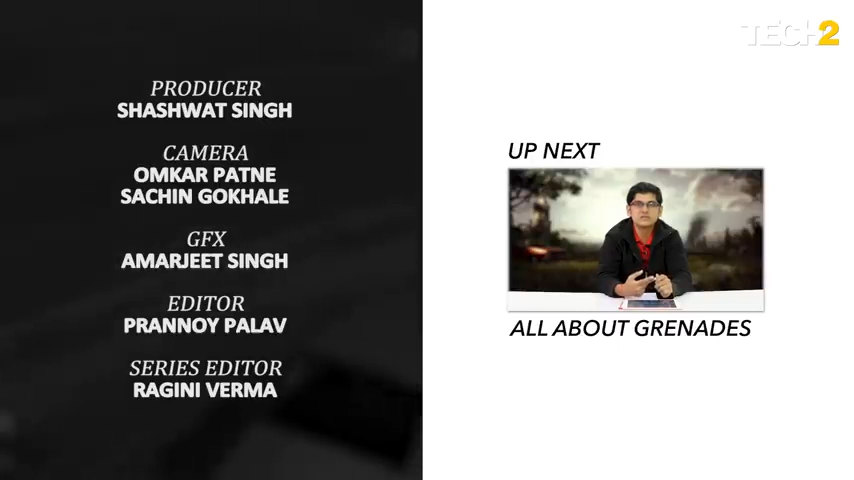 TECH2
PRODUCER
SHASHWAT SINGH
CAMERA
OMKAR PATNE
SACHIN GOKHALE
GFX
AMARJEET SINGH
EDITOR
PRANNOY PALAV
SERIES EDITOR
RAGINI VERMA
UP NEXT
ALL ABOUT GRENADES